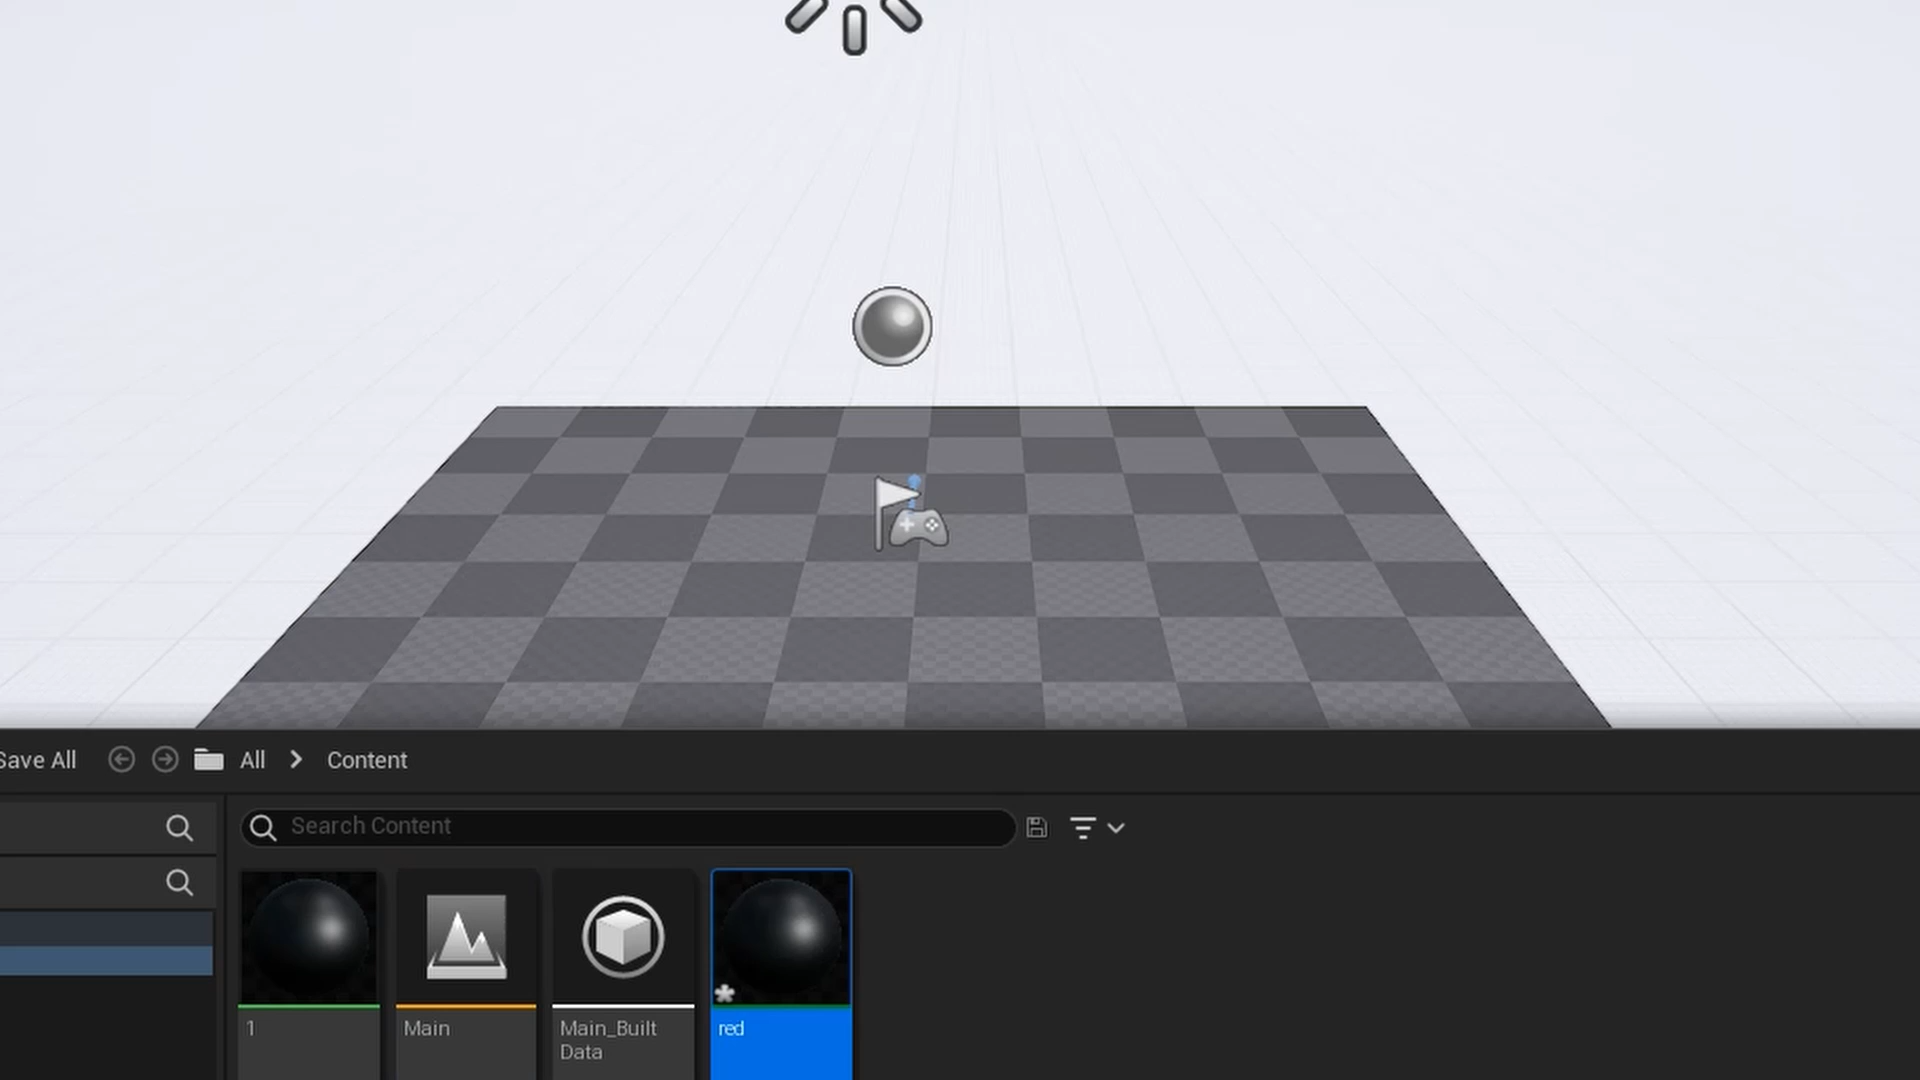 Save All
All
Content
Search Content
1
Main
Main_Built
Data
red